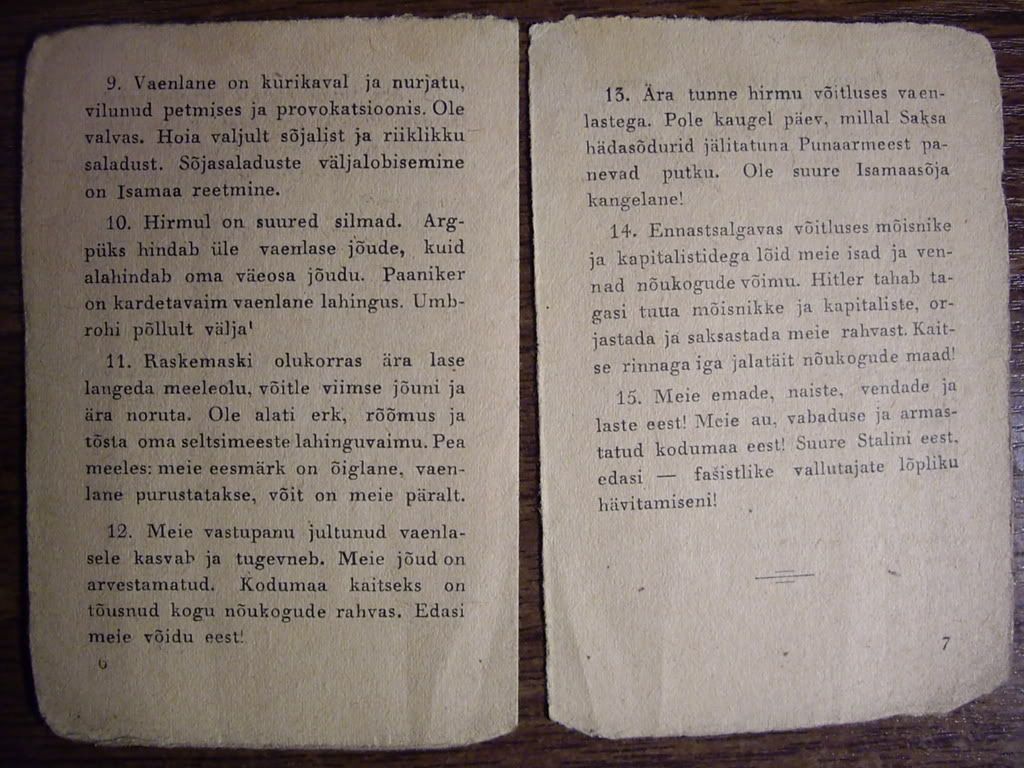 9. Vaenlane on kurikaval ja nurjatu,
vilunud petmises ja provokatsioonis. Ole
valvas. Hoia valjult sõjalist ja riiklikku
saladust. Sõjasaladuste väljalobisemine
on Isamaa reetmine.
10. Hirmul on suured silmad. Arg-
püks hindab üle vaenlase jõude, kuid
alahindab oma väeosa jõudu. Paaniker
on kardetavaim vaenlane lahingus. Umb-
rohi põllult välja!
11. Raskemaski olukorras ära lase
langeda meeleolu, võitle viimse jõuni ja
ära noruta. Ole alati erk, rõõmus ja
tõsta oma seltsimeeste lahinguvaimu. Pea
meeles: meie eesmärk on õiglane, vaen-
lane purustatakse, võit on meie päralt.
12. Meie vastupanu jultunud vaenla-
sele kasvab ja tugevneb. Meie jõud on
arvestamatud. Kodumaa kaitseks on
tõusnud kogu nõukogude rahvas. Edasi
meie võidu eest!
6
13. Ära tunne hirmu võitluses vaen-
lastega. Pole kaugel päev, millal Saksa
hädasõdurid jälitatuna Punaarmeest pa-
nevad putku. Ole suure Isamaasõja
kangelane!
14. Ennastsalgavas võitluses mõisnike
ja kapitalistidega lõid meie isad ja ven-
nad nõukogude võimu. Hitler tahab ta-
gasi tuua mõisnikke ja kapitaliste, or-
jastada ja saksastada meie rahvast. Kait-
se rinnaga iga jalatäit nõukogude maad!
15. Meie emade, naiste, vendade ja
laste eest! Meie au, vabaduse ja armas-
tatud kodumaa eest! Suure Stalini eest,
edasi — fašistlike vallutajate lõpliku
hävitamiseni!
7